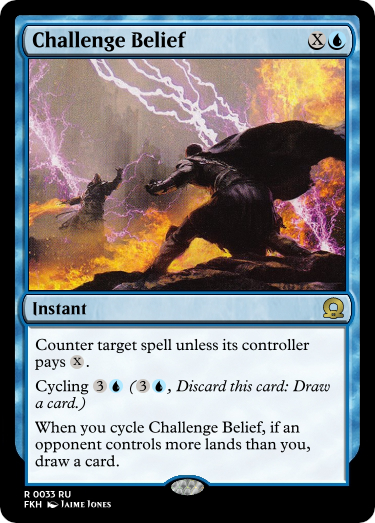 Challenge Belief X
Instant
Counter target spell unless its controller
pays X.
Cycling 3 (3, Discard this card: Draw
a card.)
When you cycle Challenge Belief, if an
opponent controls more lands than you,
draw a card.
R 0033 RU
FKH Jaime Jones